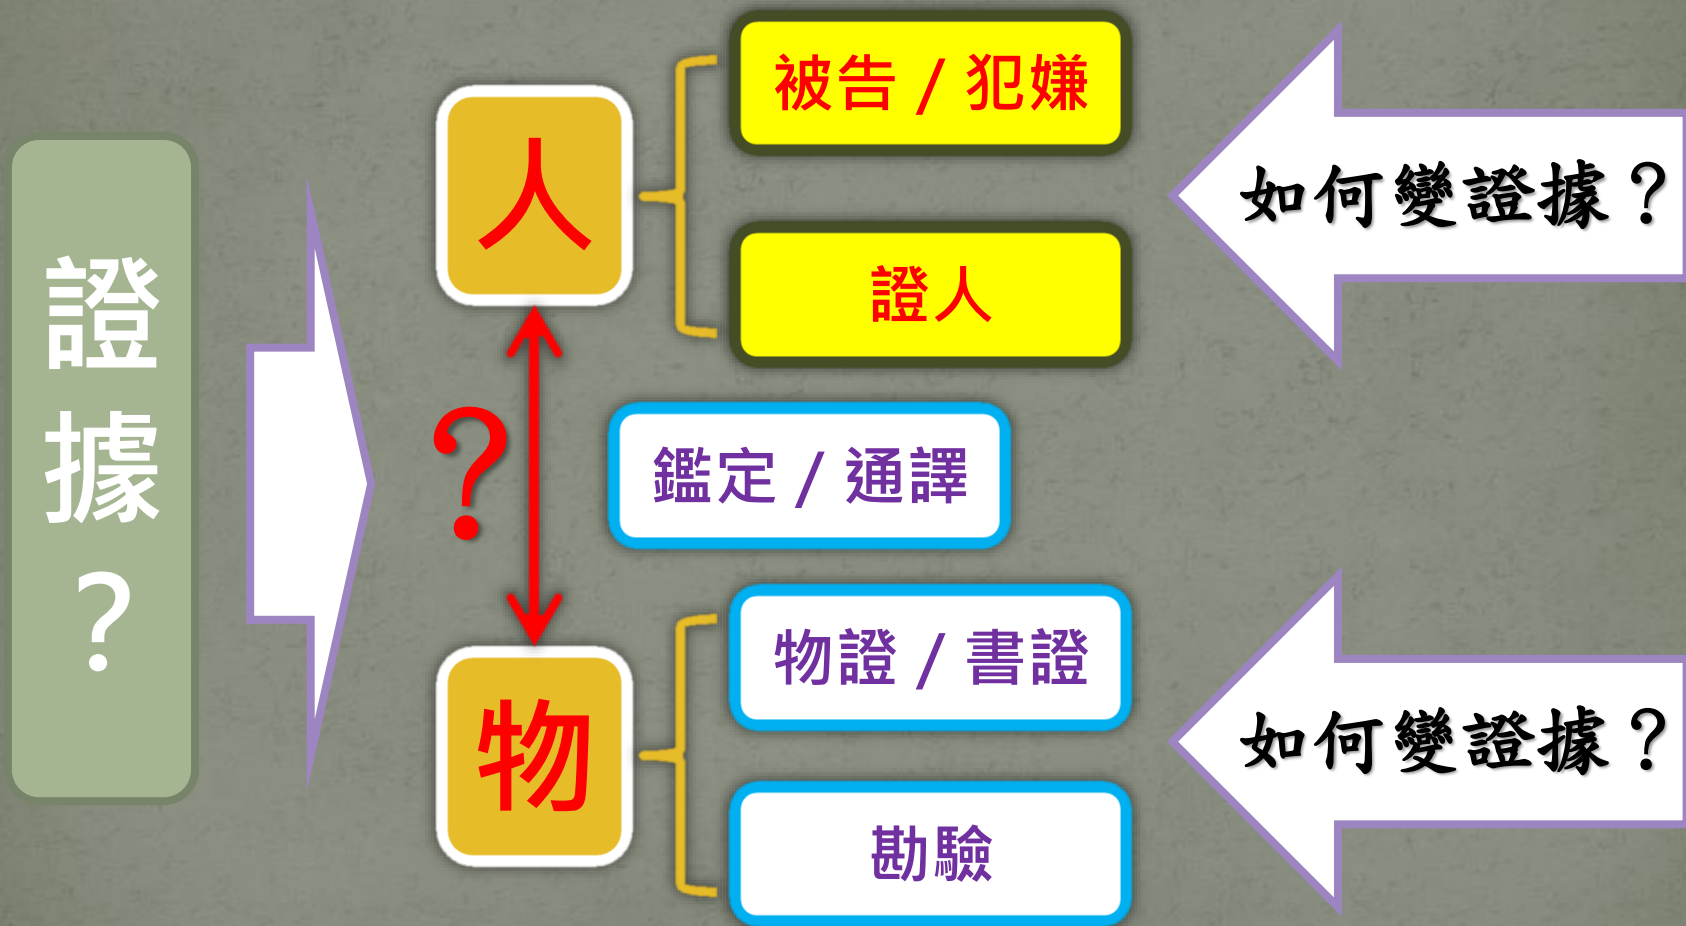 證據？
人
被告 / 犯嫌
證人
如何變證據？
？
鑑定 / 通譯
物
物證 / 書證
勘驗
如何變證據？